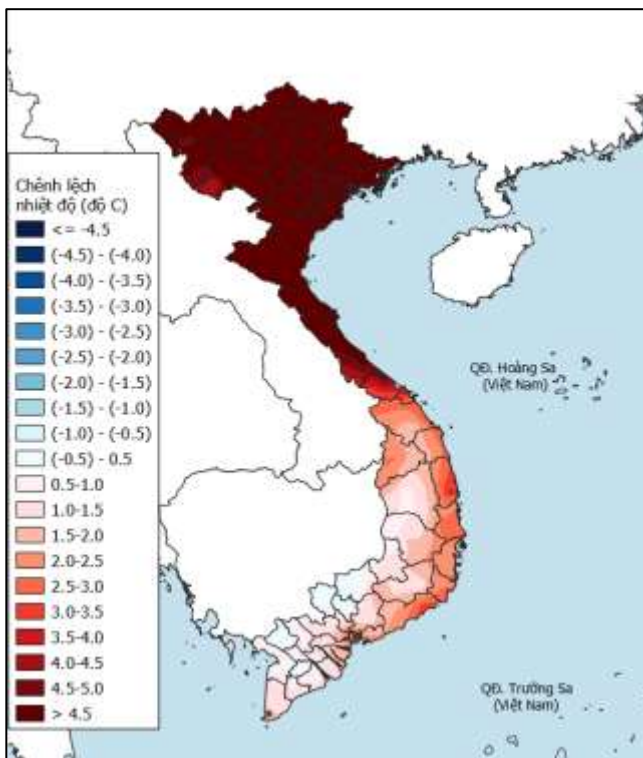 Chênh lệch
nhiệt độ (độ C)
<= -4.5
(-4.5) - (-4.0)
(-4.0) - (-3.5)
(-3.5) - (-3.0)
(-3.0) - (-2.5)
(-2.5) - (-2.0)
(-2.0) - (-1.5)
(-1.5) - (-1.0)
(-1.0) - (-0.5)
(-0.5) - 0.5
0.5-1.0
1.0-1.5
1.5-2.0
2.0-2.5
2.5-3.0
3.0-3.5
3.5-4.0
4.0-4.5
4.5-5.0
> 4.5
QĐ. Hoàng Sa
(Việt Nam)
QĐ. Trường Sa
(Việt Nam)